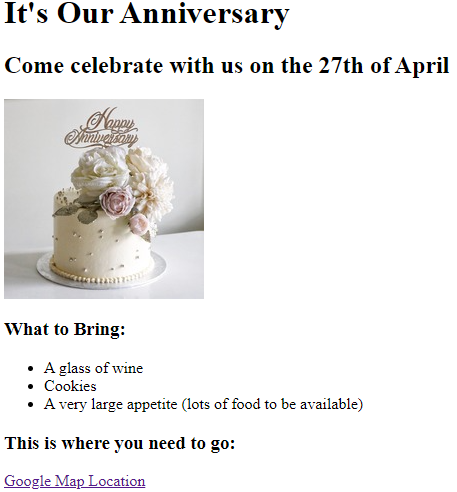 It's Our Anniversary
Come celebrate with us on the 27th of April
Happy
Anniversary
What to Bring:
A glass of wine
Cookies
A very large appetite (lots of food to be available)
This is where you need to go:
Google Map Location